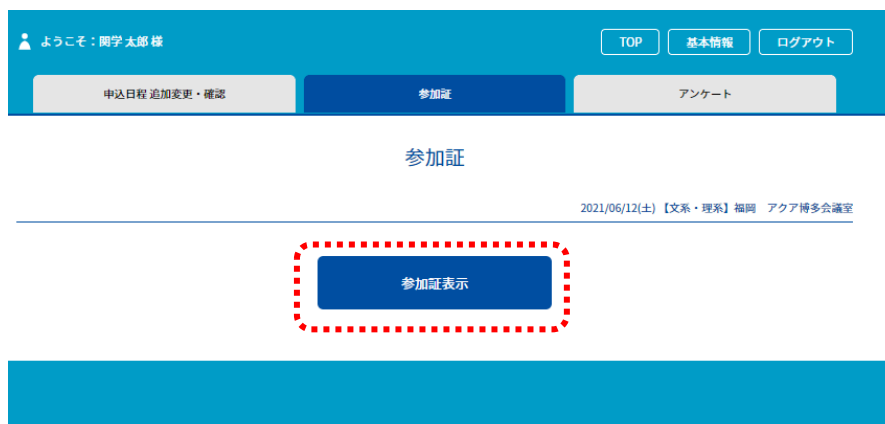 ようこそ：関学 太郎 様
TOP 基本情報 ログアウト
申込日程 追加変更・確認 参加証 アンケート
参加証
2021/06/12(土) 【文系・理系】福岡　アクア博多会議室
参加証表示